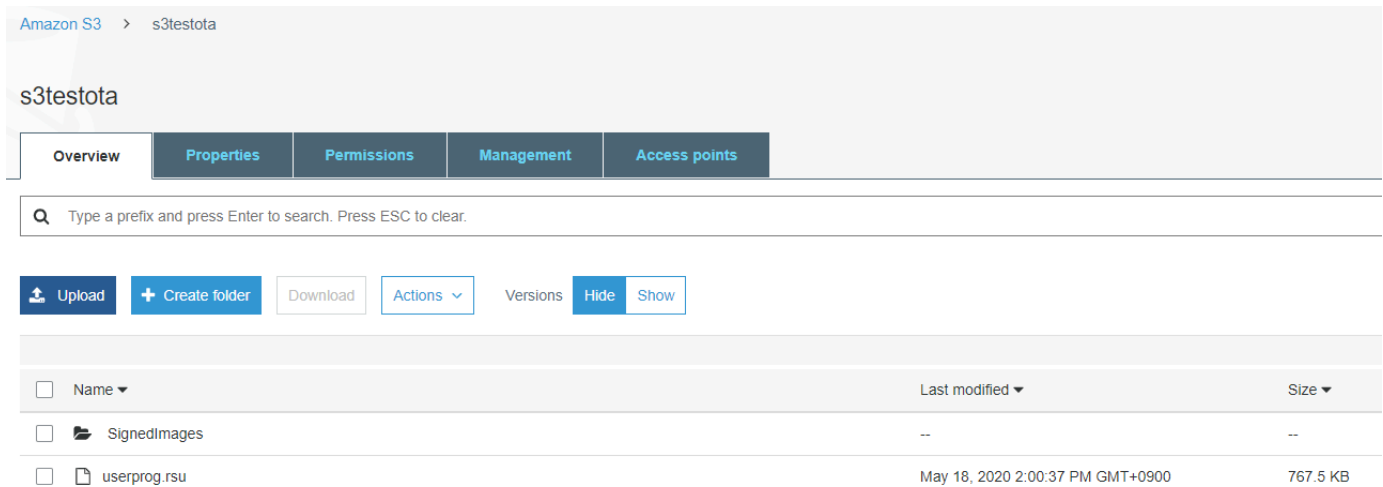 Amazon S3 > s3testota
s3testota
Overview Properties Permissions Management Access points
Type a prefix and press Enter to search. Press ESC to clear.
Upload + Create folder Download Actions Versions Hide Show
Name Last modified Size
SignedImages -- --
userprog.rsu May 18, 2020 2:00:37 PM GMT+0900 767.5 KB